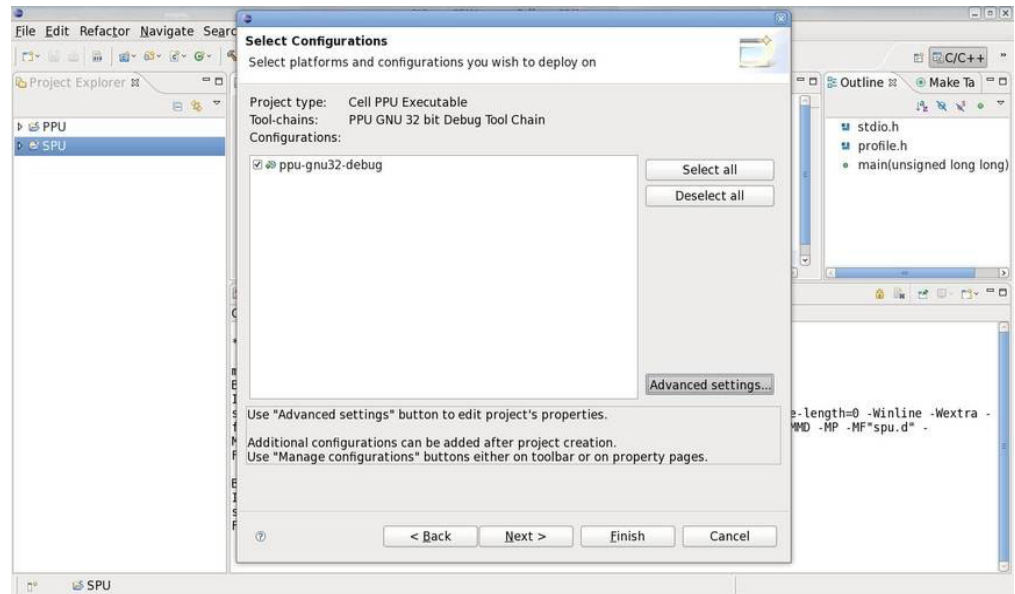 File Edit Refactor Navigate
C/C++
Project Explorer
PPU
SPU
Select Configurations
Select platforms and configurations you wish to deploy on
Project type: Cell PPU Executable
Tool-chains: PPU GNU 32 bit Debug Tool Chain
Configurations:
ppu-gnu32-debug
Select all
Deselect all
Advanced settings...
Use "Advanced settings" button to edit project's properties.
Additional configurations can be added after project creation.
Use "Manage configurations" buttons either on toolbar or on property pages.
< Back
Next >
Finish
Cancel
Outline
Make Ta
stdio.h
profile.h
main(unsigned long long)
e-length=0 -Winline -Wextra -
MMD -MP -MF"spu.d" -
SPU